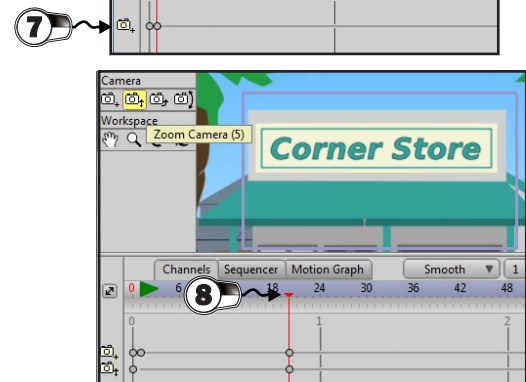 7
Camera
Workspace
Zoom Camera (5)
Corner Store
Channels Sequencer Motion Graph Smooth 1
0 6 18 24 30 36 42 48
8
0 1 2